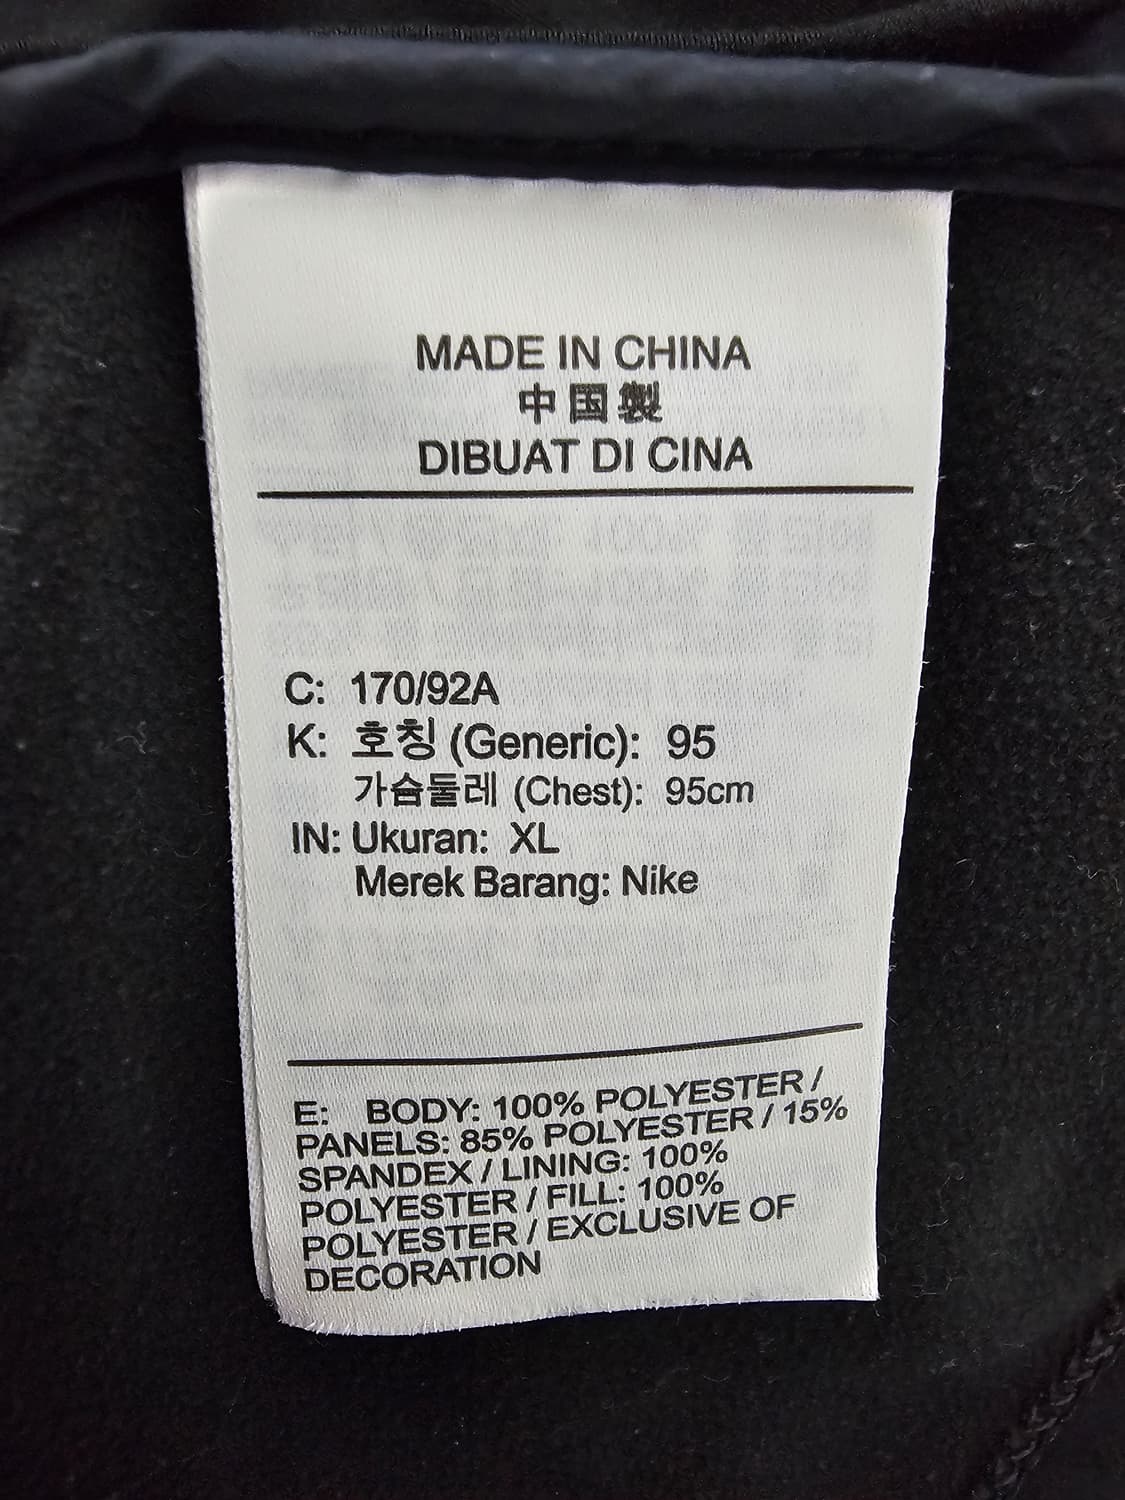 MADE IN CHINA
中国製
DIBUAT DI CINA
C: 170/92A
K: 호칭 (Generic): 95
가슴둘레 (Chest): 95cm
IN: Ukuran: XL
Merek Barang: Nike
E: BODY: 100% POLYESTER /
PANELS: 85% POLYESTER / 15%
SPANDEX / LINING: 100%
POLYESTER / FILL: 100%
POLYESTER / EXCLUSIVE OF
DECORATION